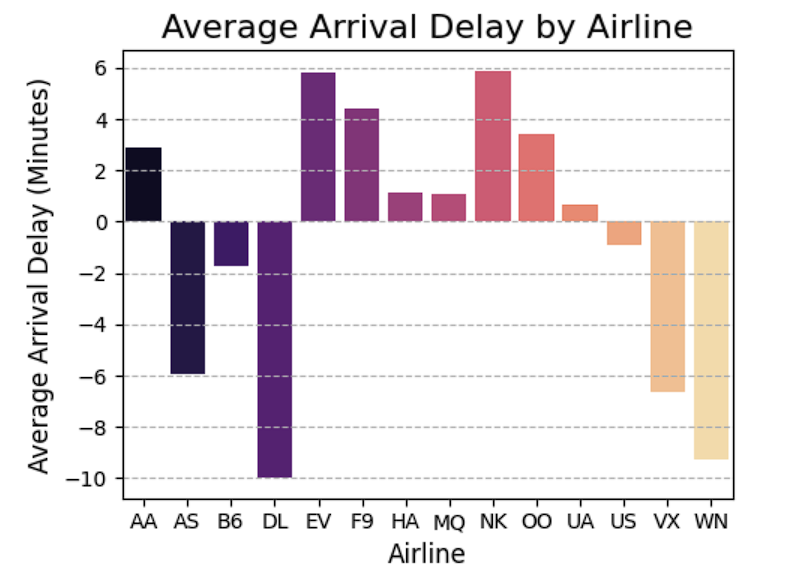 Average Arrival Delay by Airline
Average Arrival Delay (Minutes)
6
4
2
0
−2
−4
−6
−8
−10
AA AS B6 DL EV F9 HA MQ NK OO UA US VX WN
Airline